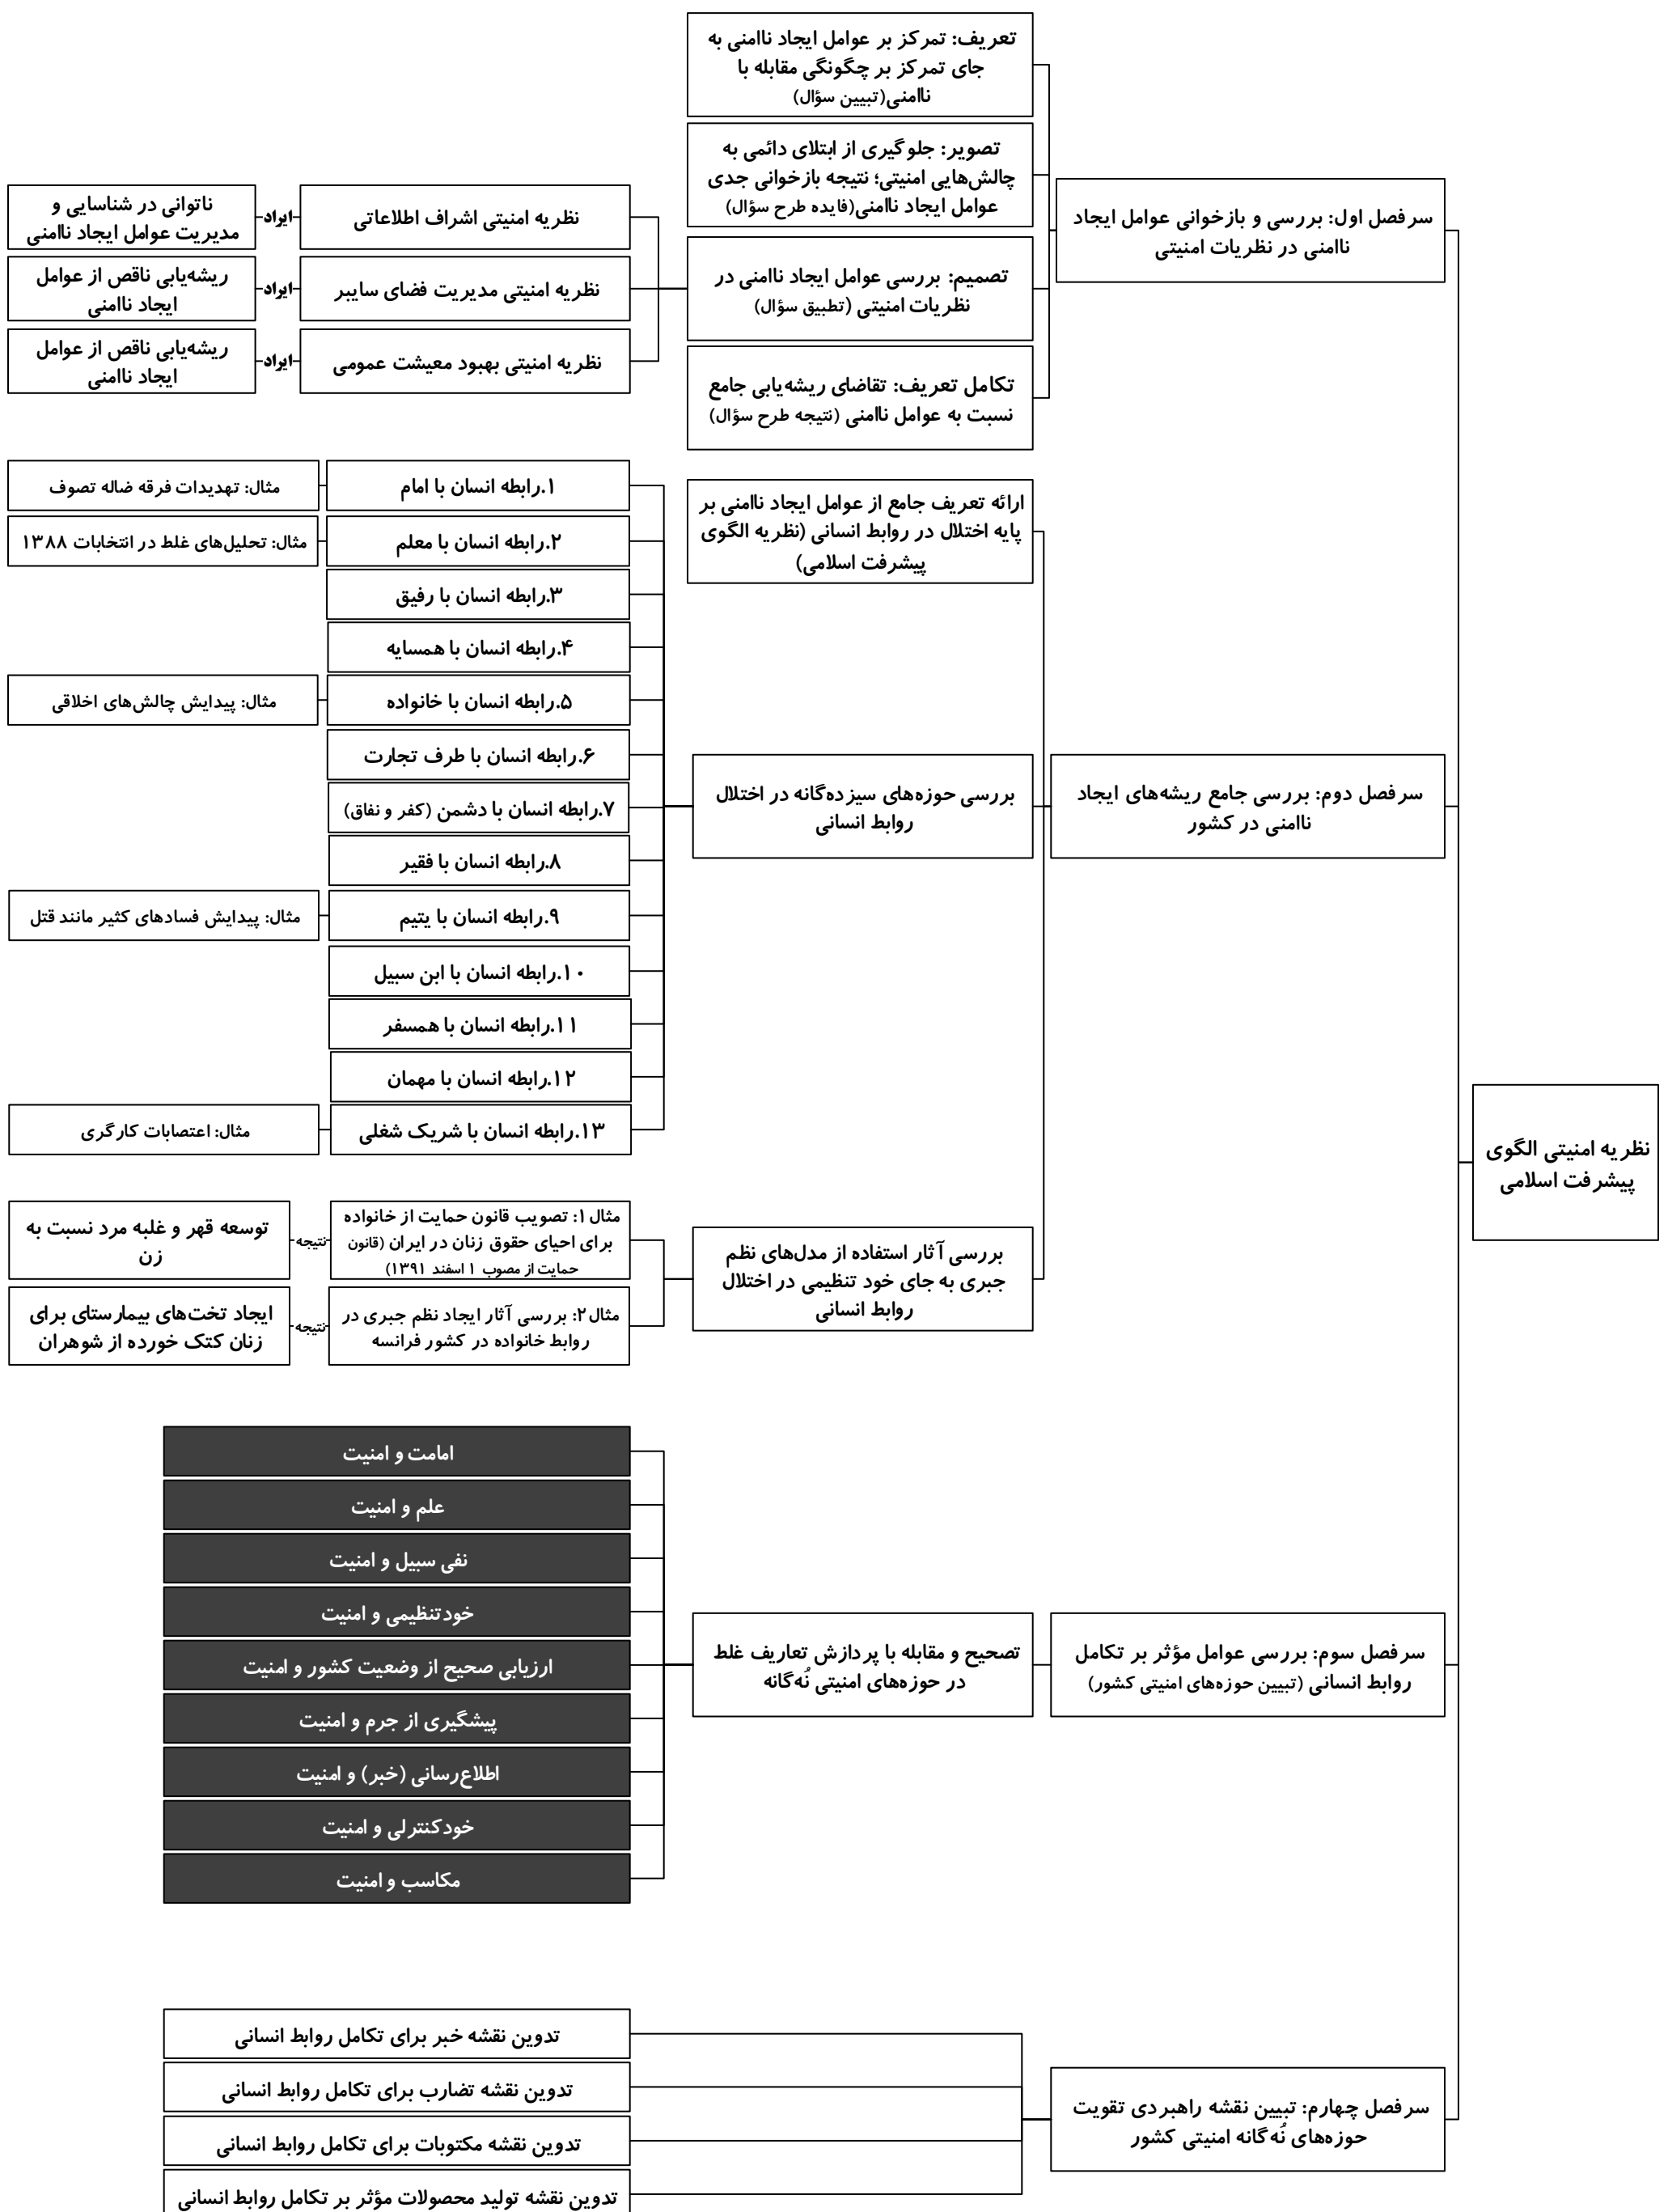 نظریه امنیتی الگوی
پیشرفت اسلامی
سرفصل اول: بررسی و بازخوانی عوامل ایجاد
ناامنی در نظریات امنیتی
تعریف: تمرکز بر عوامل ایجاد ناامنی به
جای تمرکز بر چگونگی مقابله با
ناامنی(تبیین سؤال)
تصویر: جلوگیری از ابتلای دائمی به
چالش‌هایی امنیتی؛ نتیجه بازخوانی جدی
عوامل ایجاد ناامنی(فایده طرح سؤال)
تصمیم: بررسی عوامل ایجاد ناامنی در
نظریات امنیتی (تطبیق سؤال)
نظریه امنیتی اشراف اطلاعاتی
ایراد
ناتوانی در شناسایی و
مدیریت عوامل ایجاد ناامنی
نظریه امنیتی مدیریت فضای سایبر
ایراد
ریشه‌یابی ناقص از عوامل
ایجاد ناامنی
نظریه امنیتی بهبود معیشت عمومی
ایراد
ریشه‌یابی ناقص از عوامل
ایجاد ناامنی
تکامل تعریف: تقاضای ریشه‌یابی جامع
نسبت به عوامل ناامنی (نتیجه طرح سؤال)
سرفصل دوم: بررسی جامع ریشه‌های ایجاد
ناامنی در کشور
ارائه تعریف جامع از عوامل ایجاد ناامنی بر
پایه اختلال در روابط انسانی (نظریه الگوی
پیشرفت اسلامی)
بررسی حوزه‌های سیزده‌گانه در اختلال
روابط انسانی
۱.رابطه انسان با امام
مثال: تهدیدات فرقه ضاله تصوف
۲.رابطه انسان با معلم
مثال: تحلیل‌های غلط در انتخابات ۱۳۸۸
۳.رابطه انسان با رفیق
۴.رابطه انسان با همسایه
۵.رابطه انسان با خانواده
مثال: پیدایش چالش‌های اخلاقی
۶.رابطه انسان با طرف تجارت
۷.رابطه انسان با دشمن (کفر و نفاق)
۸.رابطه انسان با فقیر
۹.رابطه انسان با یتیم
مثال: پیدایش فسادهای کثیر مانند قتل
۱۰.رابطه انسان با ابن سبیل
۱۱.رابطه انسان با همسفر
۱۲.رابطه انسان با مهمان
۱۳.رابطه انسان با شریک شغلی
مثال: اعتصابات کارگری
بررسی آثار استفاده از مدل‌های نظم
جبری به جای خود تنظیمی در اختلال
روابط انسانی
مثال۱: تصویب قانون حمایت از خانواده
برای احیای حقوق زنان در ایران (قانون
حمایت از مصوب ۱ اسفند ۱۳۹۱)
نتیجه
توسعه قهر و غلبه مرد نسبت به
زن
مثال۲: بررسی آثار ایجاد نظم جبری در
روابط خانواده در کشور فرانسه
نتیجه
ایجاد تخت‌های بیمارستای برای
زنان کتک خورده از شوهران
سرفصل سوم: بررسی عوامل مؤثر بر تکامل
روابط انسانی (تبیین حوزه‌های امنیتی کشور)
تصحیح و مقابله با پردازش تعاریف غلط
در حوزه‌های امنیتی نُه‌گانه
امامت و امنیت
علم و امنیت
نفی سبیل و امنیت
خودتنظیمی و امنیت
ارزیابی صحیح از وضعیت کشور و امنیت
پیشگیری از جرم و امنیت
اطلاع‌رسانی (خبر) و امنیت
خودکنترلی و امنیت
مکاسب و امنیت
سرفصل چهارم: تبیین نقشه راهبردی تقویت
حوزه‌های نُه گانه امنیتی کشور
تدوین نقشه خبر برای تکامل روابط انسانی
تدوین نقشه تضارب برای تکامل روابط انسانی
تدوین نقشه مکتوبات برای تکامل روابط انسانی
تدوین نقشه تولید محصولات مؤثر بر تکامل روابط انسانی